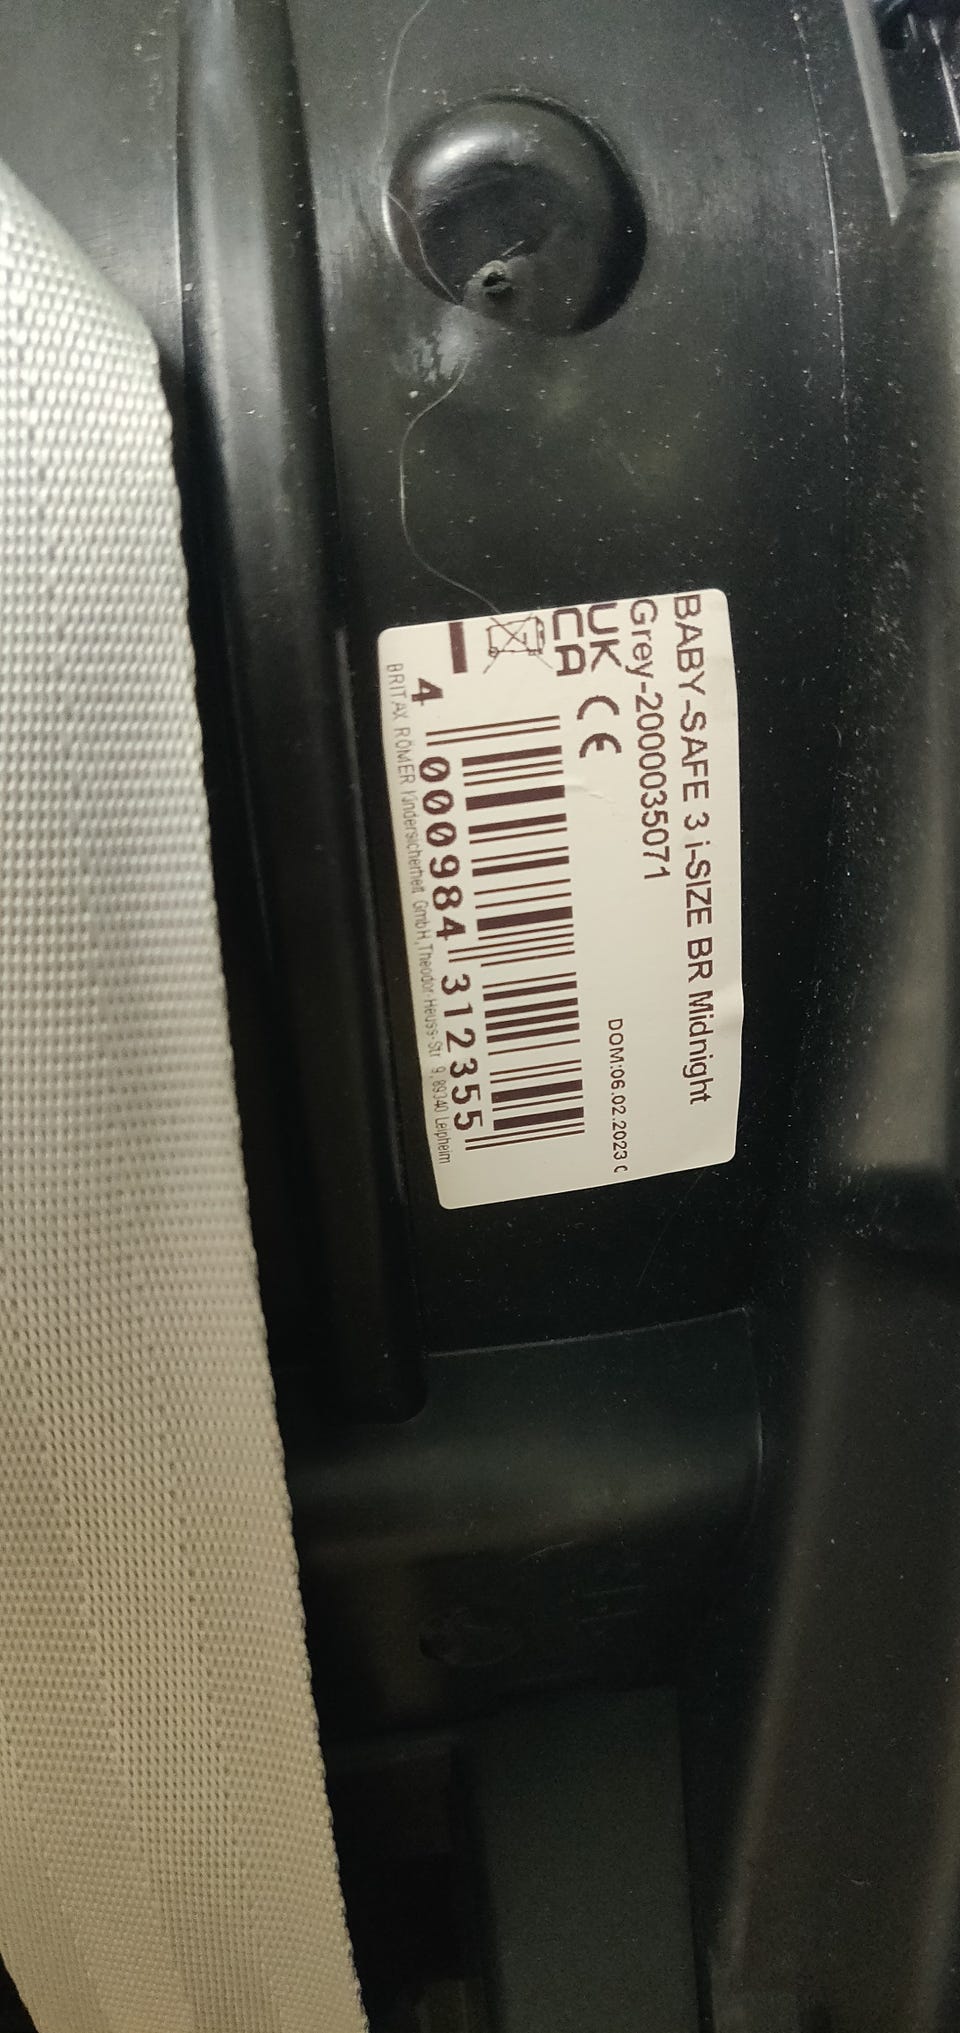 BABY-SAFE 3 i-SIZE BR Midnight
Grey-2000035071
DOM:06.02.2023 C
UK
CA
CE
4 000984 312355
BRITAX RÖMER Kindersicherheit GmbH, Theodor-Heuss-Str 9, 89340 Leipheim